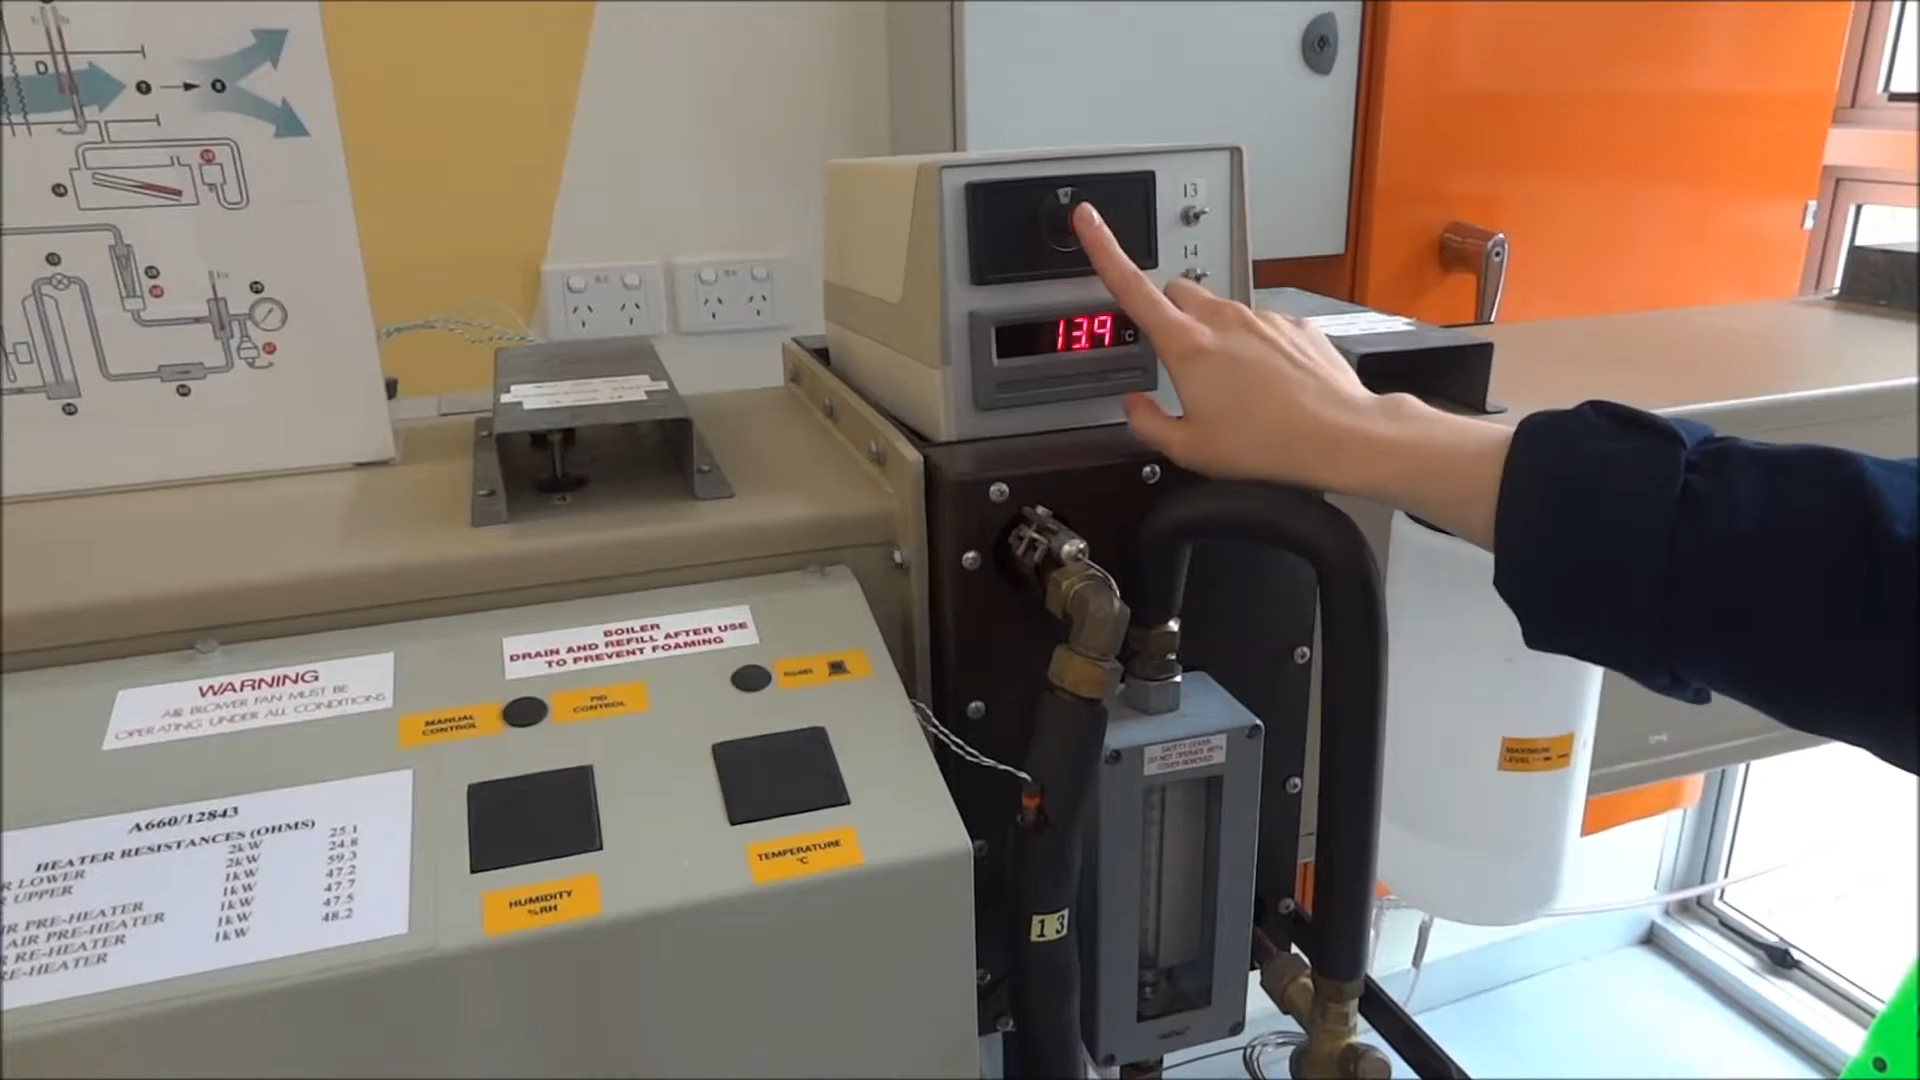 D
13
14
13.9 °C
WARNING
AIR BLOWER FAN MUST BE
OPERATING UNDER ALL CONDITIONS
BOILER
DRAIN AND REFILL AFTER USE
TO PREVENT FOAMING
MANUAL
CONTROL
PID
CONTROL
RS485
A660/12843
HEATER RESISTANCES (OHMS)
R LOWER 2kW 25.1
UPPER 2kW 24.8
1kW 59.3
IR PRE-HEATER 1kW 47.2
AIR PRE-HEATER 1kW 47.7
RE-HEATER 1kW 47.5
RE-HEATER 1kW 48.2
HUMIDITY
%RH
TEMPERATURE
°C
SAFETY COVER
DO NOT OPERATE WITH
COVER REMOVED
13
MAXIMUM
LEVEL